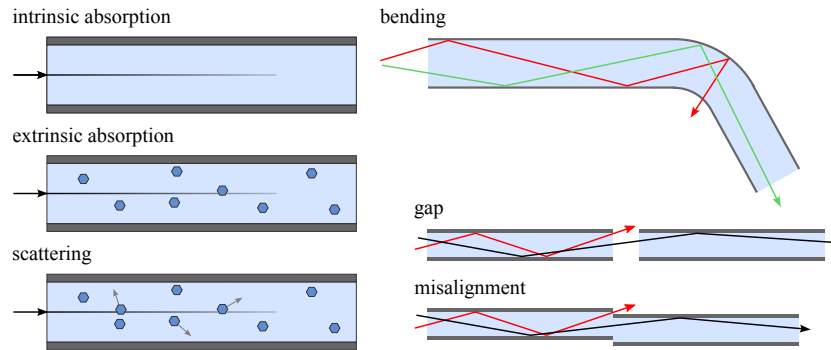 intrinsic absorption
extrinsic absorption
scattering
bending
gap
misalignment